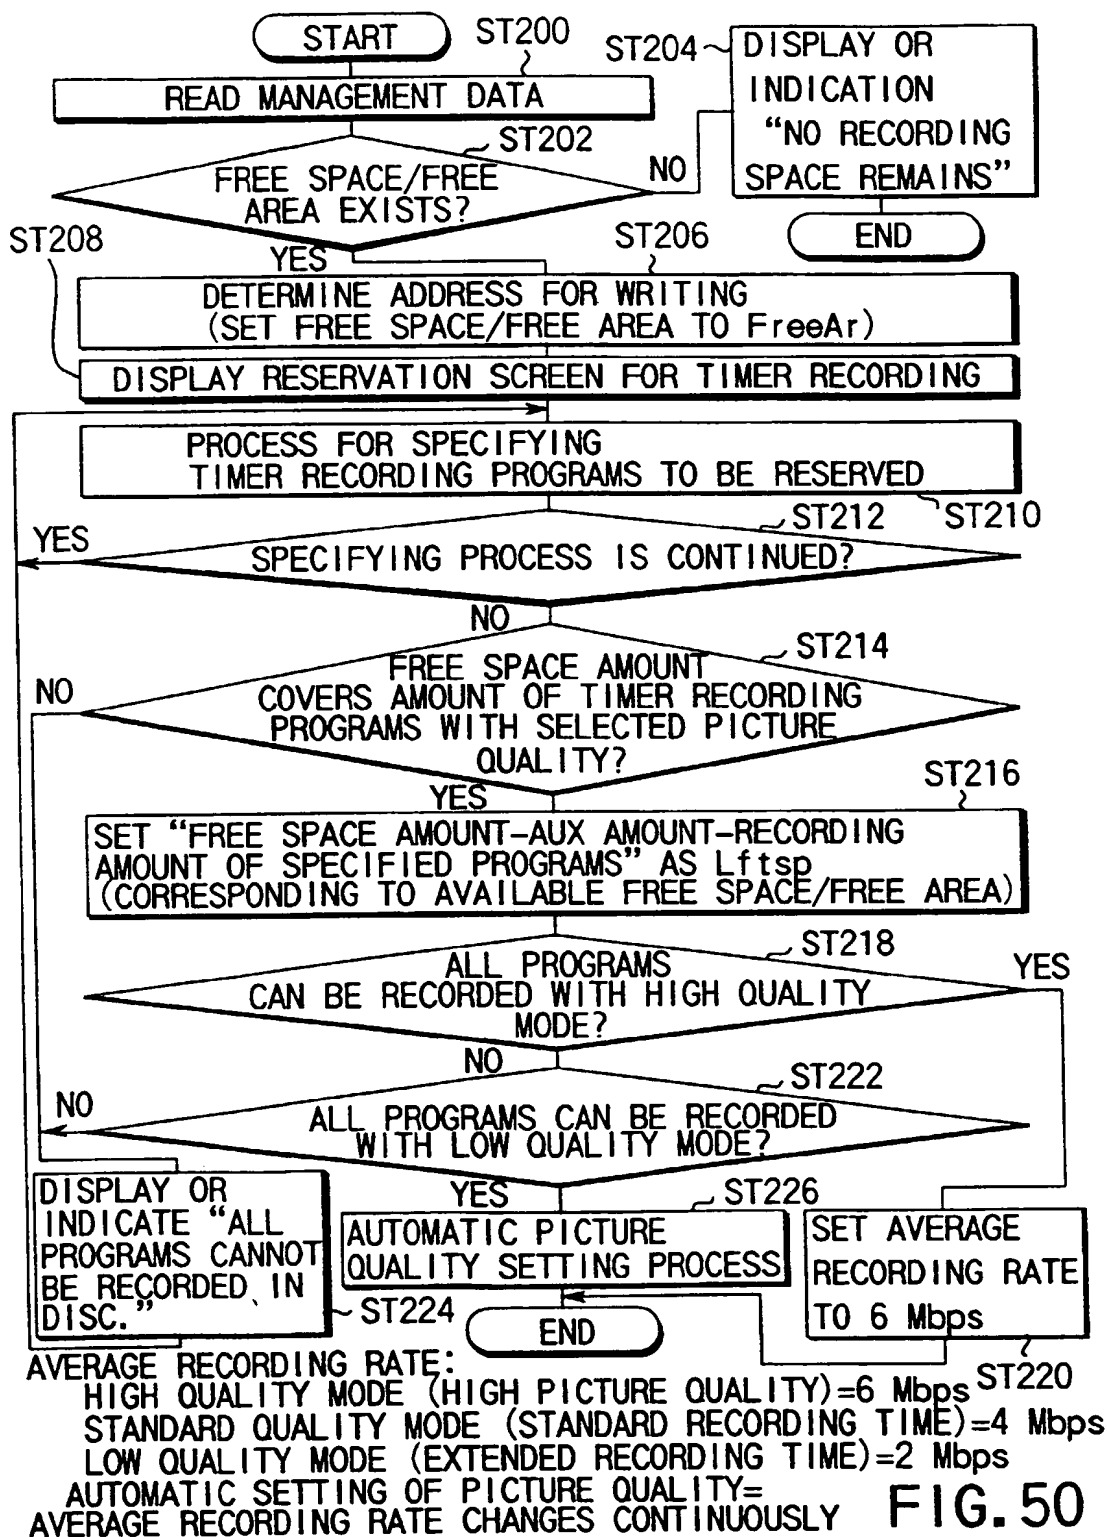 START
ST200
READ MANAGEMENT DATA
ST204
DISPLAY OR
INDICATION
“NO RECORDING
SPACE REMAINS”
END
ST202
FREE SPACE/FREE
AREA EXISTS?
NO
YES
ST206
DETERMINE ADDRESS FOR WRITING
(SET FREE SPACE/FREE AREA TO FreeAr)
ST208
DISPLAY RESERVATION SCREEN FOR TIMER RECORDING
PROCESS FOR SPECIFYING
TIMER RECORDING PROGRAMS TO BE RESERVED
ST210
ST212
YES
SPECIFYING PROCESS IS CONTINUED?
NO
ST214
NO
FREE SPACE AMOUNT
COVERS AMOUNT OF TIMER RECORDING
PROGRAMS WITH SELECTED PICTURE
QUALITY?
YES
ST216
SET “FREE SPACE AMOUNT-AUX AMOUNT-RECORDING
AMOUNT OF SPECIFIED PROGRAMS” AS Lftsp
(CORRESPONDING TO AVAILABLE FREE SPACE/FREE AREA)
ST218
YES
ALL PROGRAMS
CAN BE RECORDED WITH HIGH QUALITY
MODE?
NO
ST222
NO
ALL PROGRAMS CAN BE RECORDED
WITH LOW QUALITY MODE?
YES
DISPLAY OR
INDICATE “ALL
PROGRAMS CANNOT
BE RECORDED IN
DISC.”
ST224
ST226
AUTOMATIC PICTURE
QUALITY SETTING PROCESS
END
SET AVERAGE
RECORDING RATE
TO 6 Mbps
ST220
AVERAGE RECORDING RATE:
HIGH QUALITY MODE (HIGH PICTURE QUALITY)=6 Mbps
STANDARD QUALITY MODE (STANDARD RECORDING TIME)=4 Mbps
LOW QUALITY MODE (EXTENDED RECORDING TIME)=2 Mbps
AUTOMATIC SETTING OF PICTURE QUALITY=
AVERAGE RECORDING RATE CHANGES CONTINUOUSLY
FIG.50